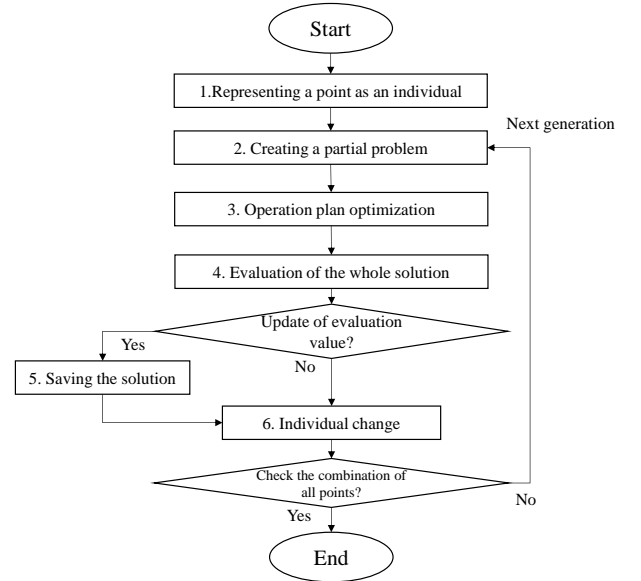 Start
1.Representing a point as an individual
Next generation
2. Creating a partial problem
3. Operation plan optimization
4. Evaluation of the whole solution
Update of evaluation
value?
Yes
No
5. Saving the solution
6. Individual change
Check the combination of
all points?
No
Yes
End